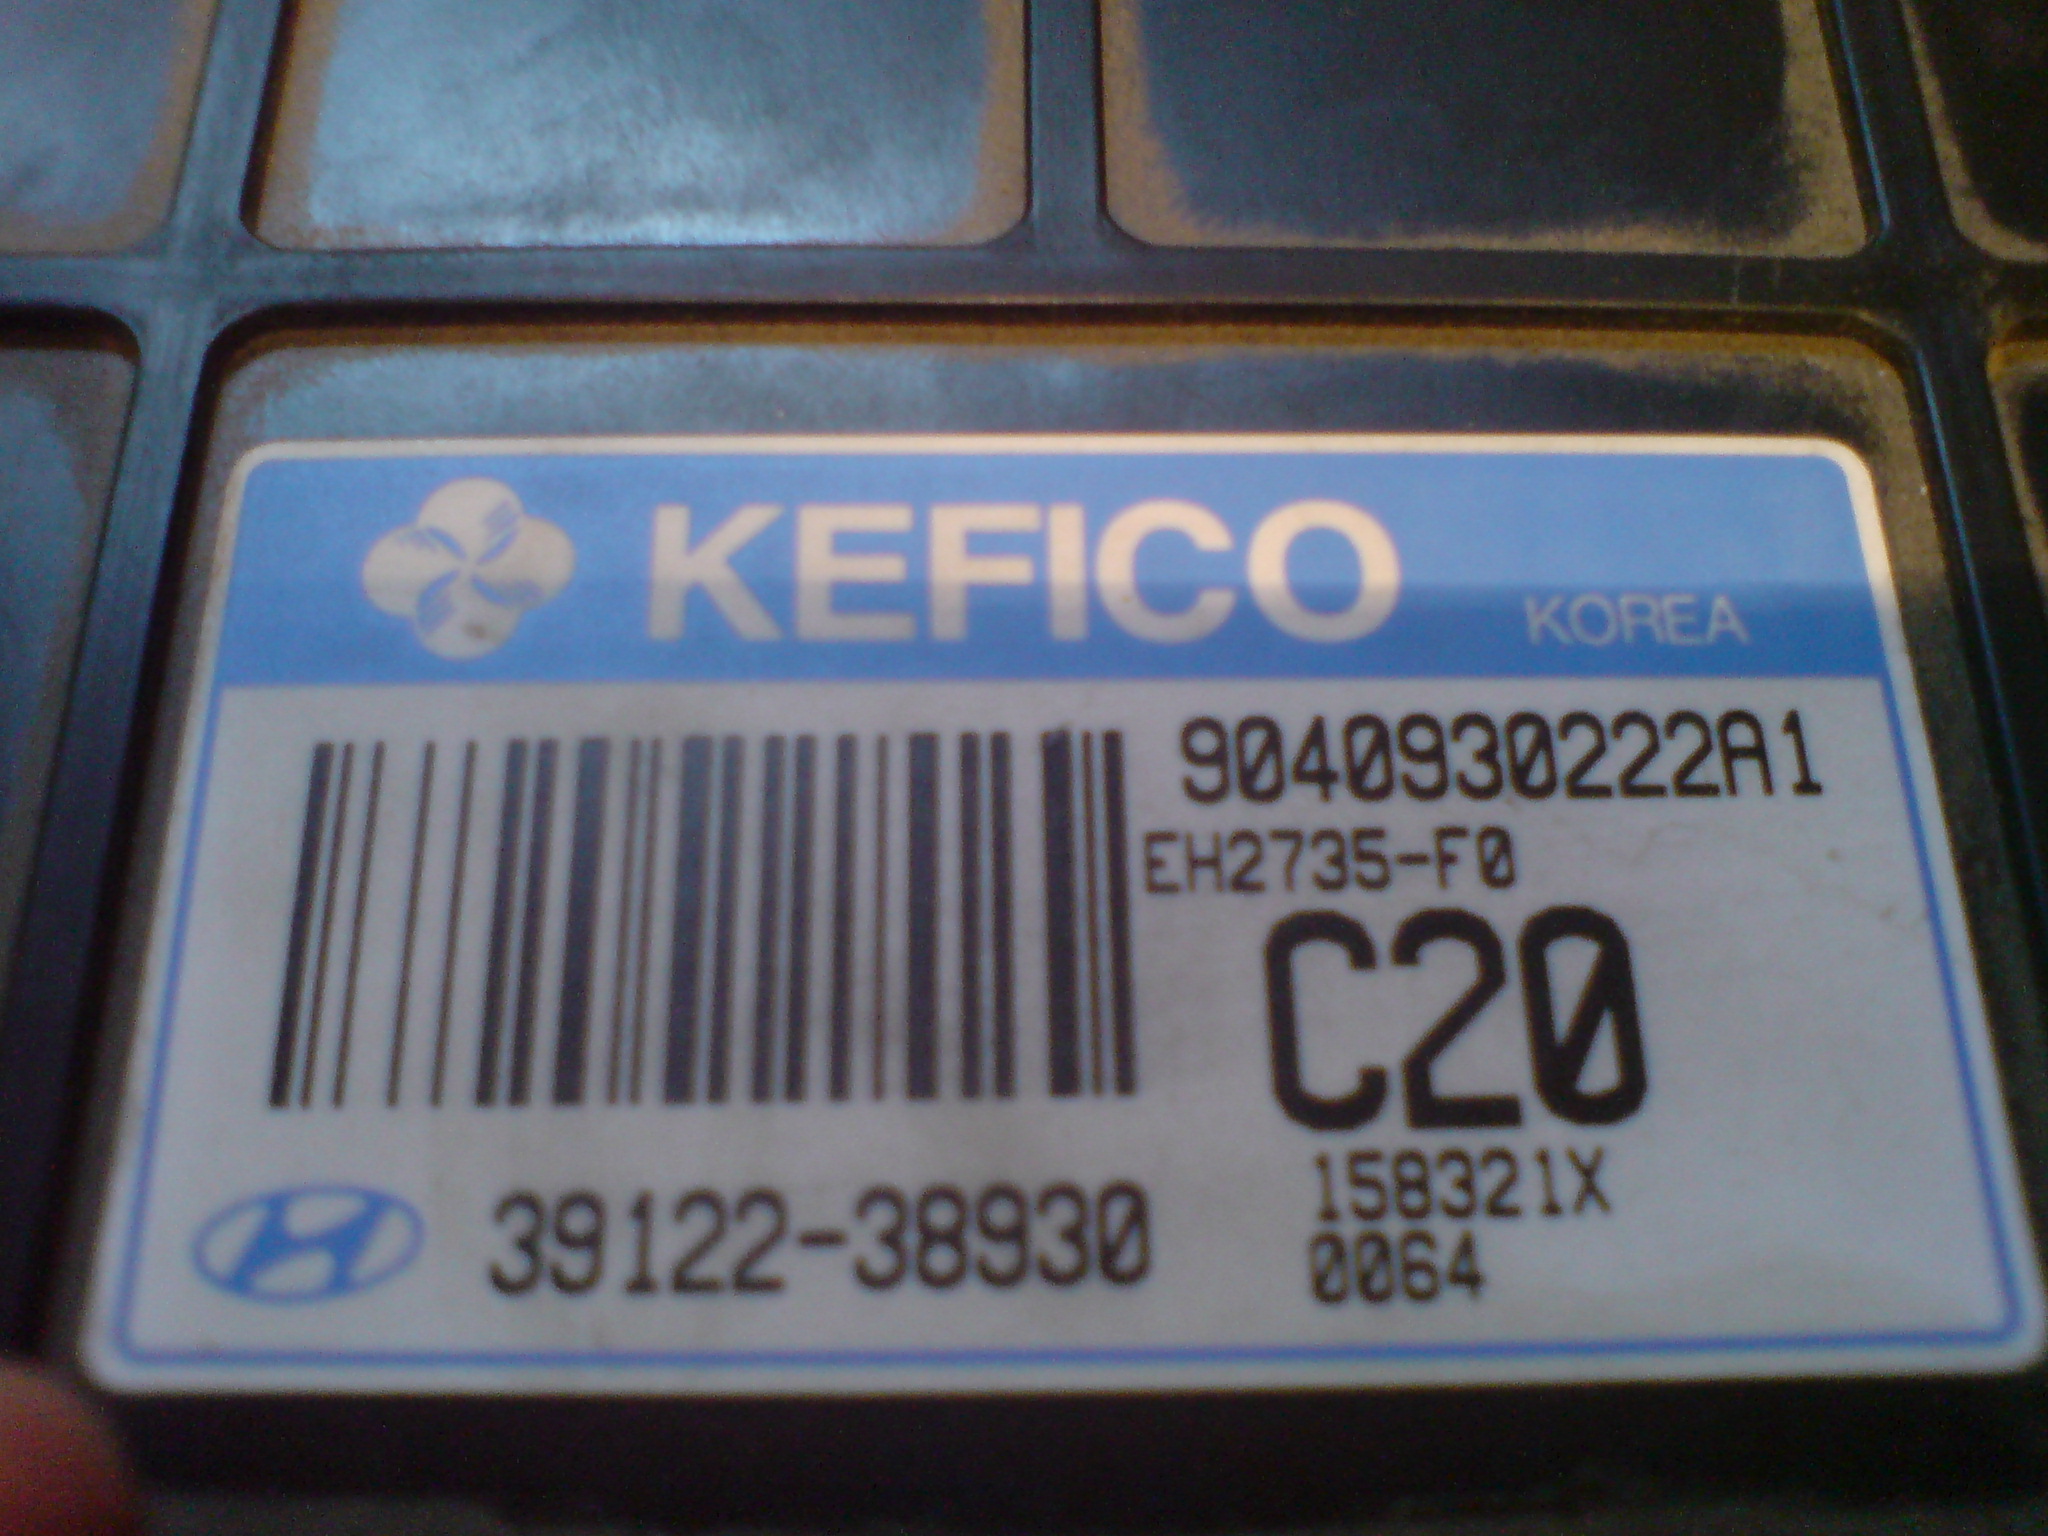 KEFICO KOREA
9040930222A1
EH2735-F0
C20
158321X
0064
39122-38930